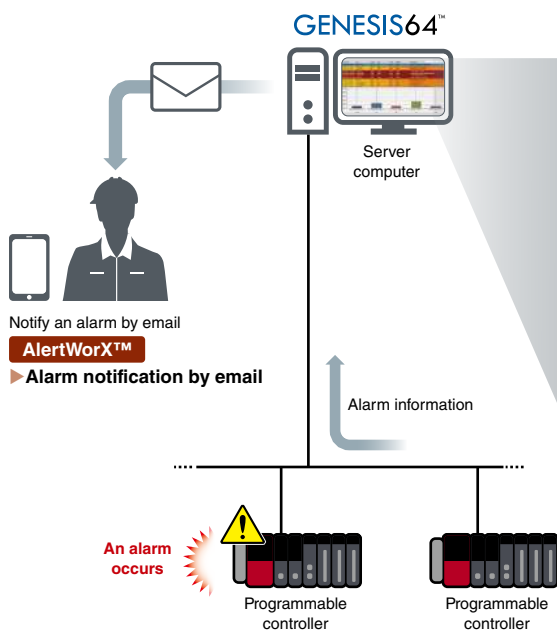 GENESIS64™
Server
computer
Notify an alarm by email
AlertWorX™
▶Alarm notification by email
Alarm information
An alarm
occurs
Programmable
controller
Programmable
controller